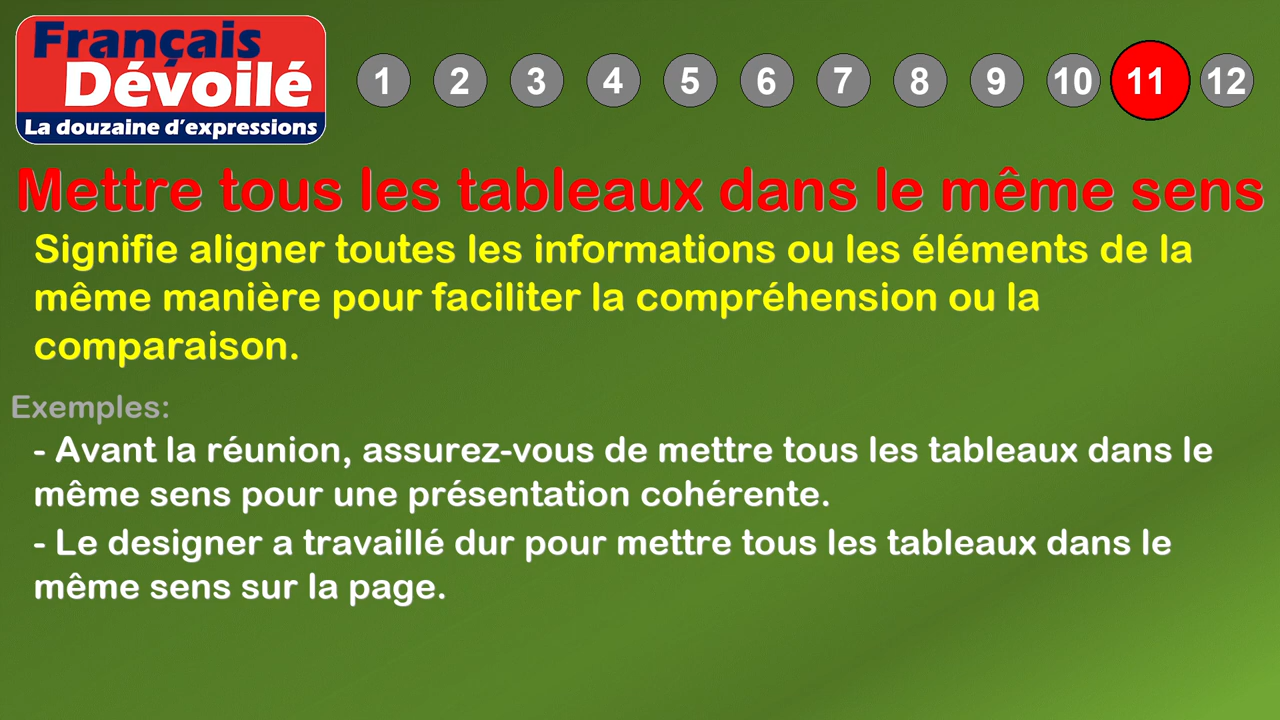 Français
Dévoilé
La douzaine d'expressions
1 2 3 4 5 6 7 8 9 10 11 12
Mettre tous les tableaux dans le même sens
Signifie aligner toutes les informations ou les éléments de la
même manière pour faciliter la compréhension ou la
comparaison.
Exemples:
- Avant la réunion, assurez-vous de mettre tous les tableaux dans le
même sens pour une présentation cohérente.
- Le designer a travaillé dur pour mettre tous les tableaux dans le
même sens sur la page.